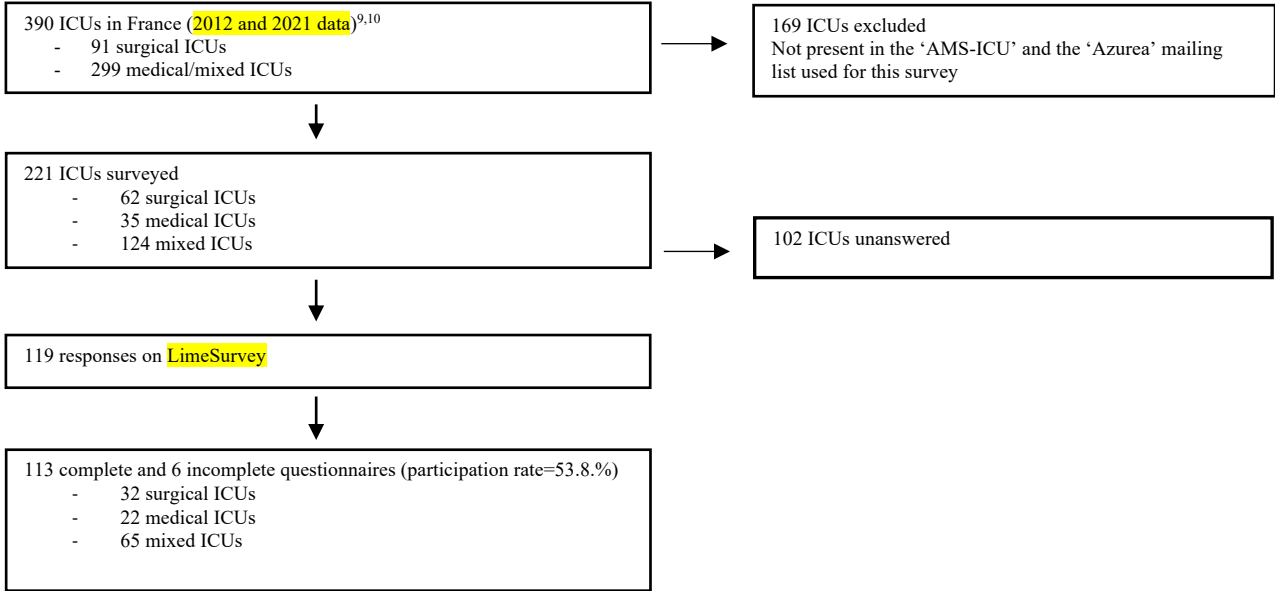 390 ICUs in France (2012 and 2021 data)9,10
- 91 surgical ICUs
- 299 medical/mixed ICUs
169 ICUs excluded
Not present in the ‘AMS-ICU’ and the ‘Azurea’ mailing
list used for this survey
221 ICUs surveyed
- 62 surgical ICUs
- 35 medical ICUs
- 124 mixed ICUs
102 ICUs unanswered
119 responses on LimeSurvey
113 complete and 6 incomplete questionnaires (participation rate=53.8.%)
- 32 surgical ICUs
- 22 medical ICUs
- 65 mixed ICUs